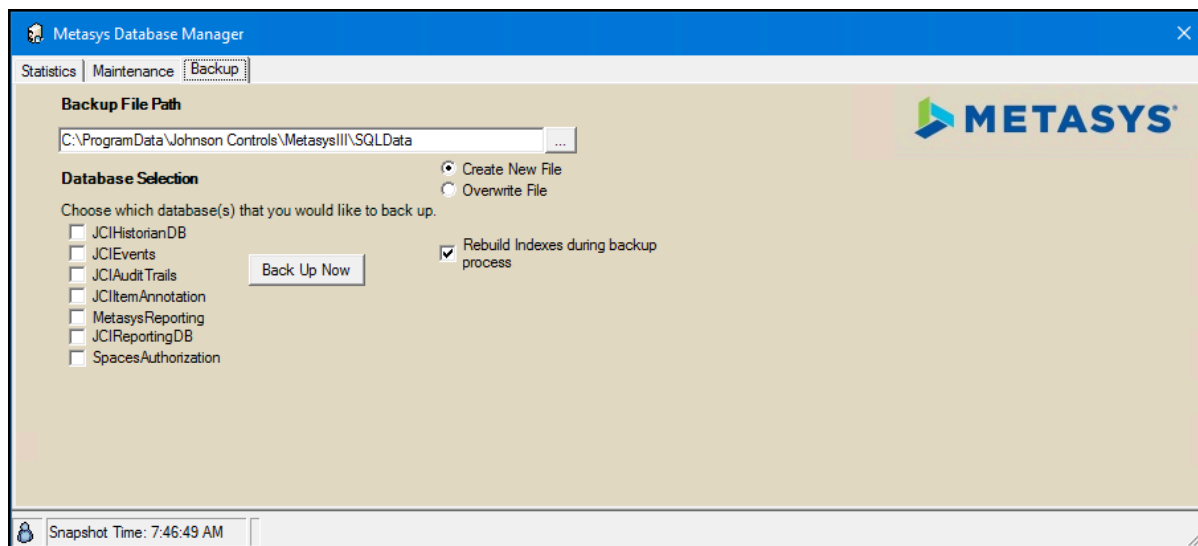 Metasys Database Manager
Statistics Maintenance Backup
Backup File Path
METASYS®
C:\ProgramData\Johnson Controls\MetasysIII\SQLData ...
Create New File
Database Selection
Overwrite File
Choose which database(s) that you would like to back up.
JCIHistorianDB
JCIEvents
Rebuild Indexes during backup
process
JCIAuditTrails
Back Up Now
JCIItemAnnotation
MetasysReporting
JCIReportingDB
SpacesAuthorization
Snapshot Time: 7:46:49 AM